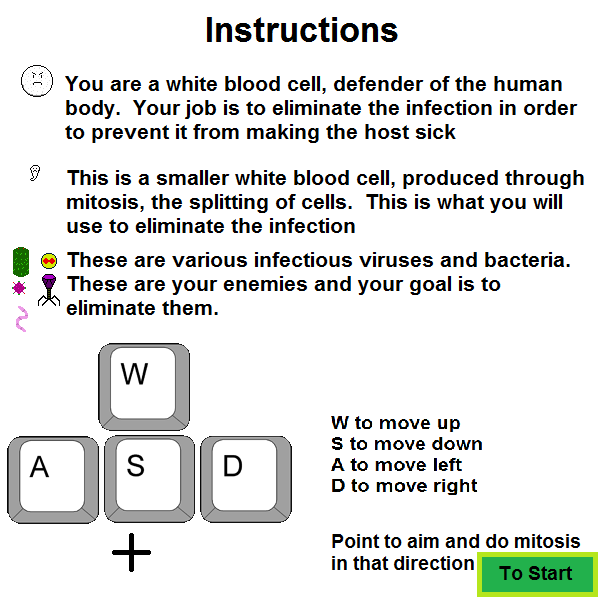 Instructions
You are a white blood cell, defender of the human
body.  Your job is to eliminate the infection in order
to prevent it from making the host sick
This is a smaller white blood cell, produced through
mitosis, the splitting of cells.  This is what you will
use to eliminate the infection
These are various infectious viruses and bacteria.
These are your enemies and your goal is to
eliminate them.
W
A S D
+
W to move up
S to move down
A to move left
D to move right
Point to aim and do mitosis
in that direction
To Start